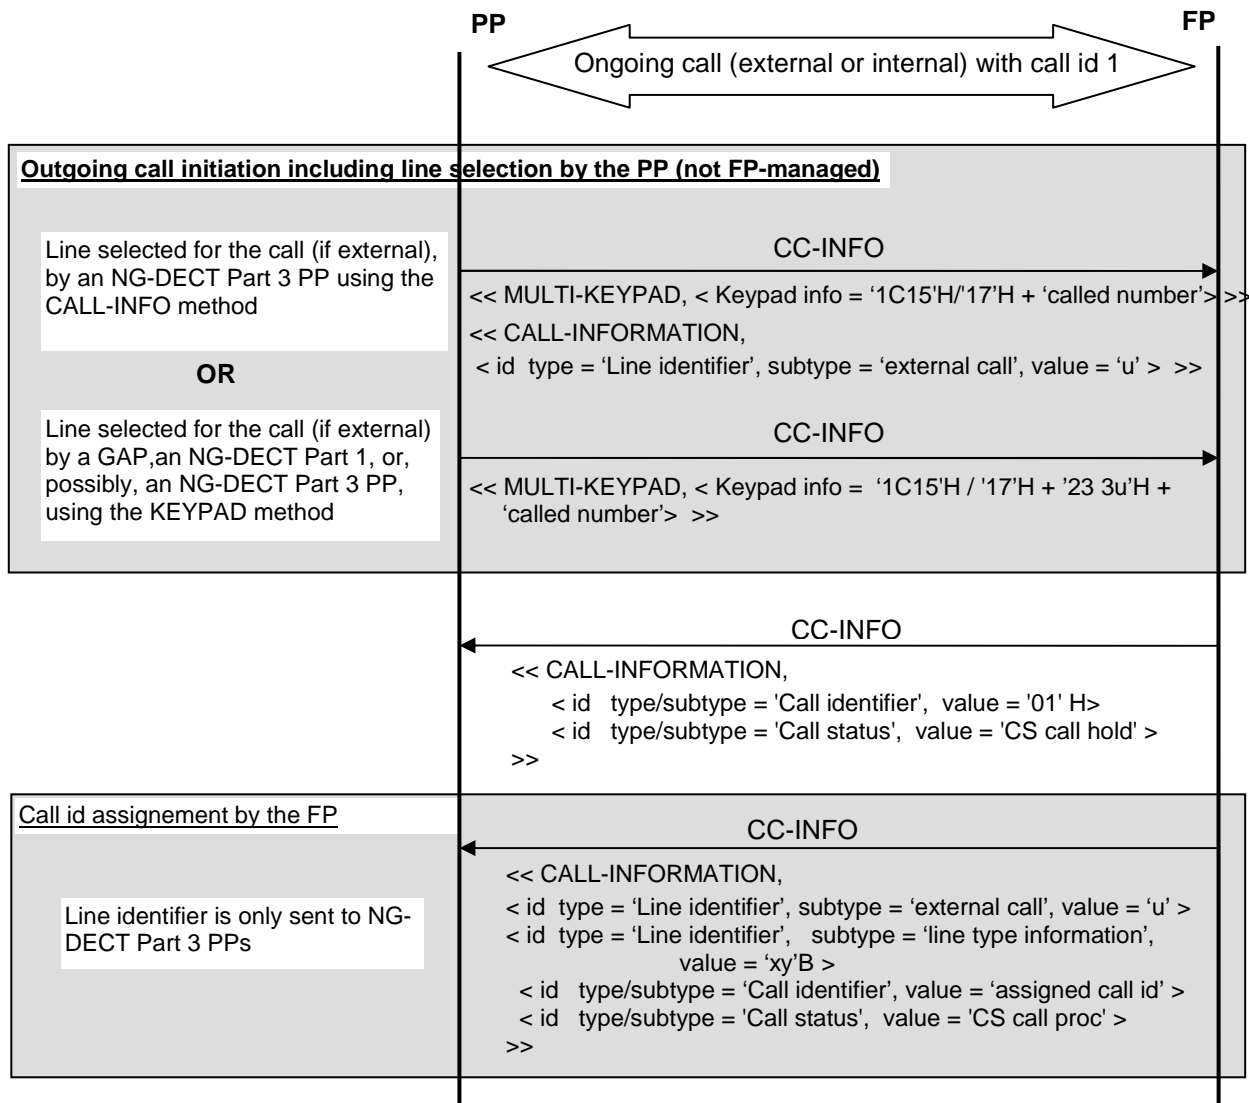 PP
FP
Ongoing call (external or internal) with call id 1
Outgoing call initiation including line selection by the PP (not FP-managed)
Line selected for the call (if external),
by an NG-DECT Part 3 PP using the
CALL-INFO method
CC-INFO
<< MULTI-KEYPAD, < Keypad info = ‘1C15'H/'17’H + ‘called number’> >>
<< CALL-INFORMATION,
< id type = ‘Line identifier’, subtype = ‘external call’, value = ‘u’ > >>
OR
Line selected for the call (if external)
by a GAP,an NG-DECT Part 1, or,
possibly, an NG-DECT Part 3 PP,
using the KEYPAD method
CC-INFO
<< MULTI-KEYPAD, < Keypad info = ‘1C15'H / '17’H + '23 3u’H +
‘called number’> >>
CC-INFO
<< CALL-INFORMATION,
< id type/subtype = 'Call identifier', value = '01' H>
< id type/subtype = 'Call status', value = 'CS call hold' >
>>
Call id assignement by the FP
CC-INFO
<< CALL-INFORMATION,
< id type = ‘Line identifier’, subtype = ‘external call’, value = ‘u’ >
< id type = ‘Line identifier’, subtype = ‘line type information’,
value = ‘xy’B >
< id type/subtype = ‘Call identifier’, value = ‘assigned call id’ >
< id type/subtype = 'Call status', value = 'CS call proc' >
>>
Line identifier is only sent to NG-
DECT Part 3 PPs